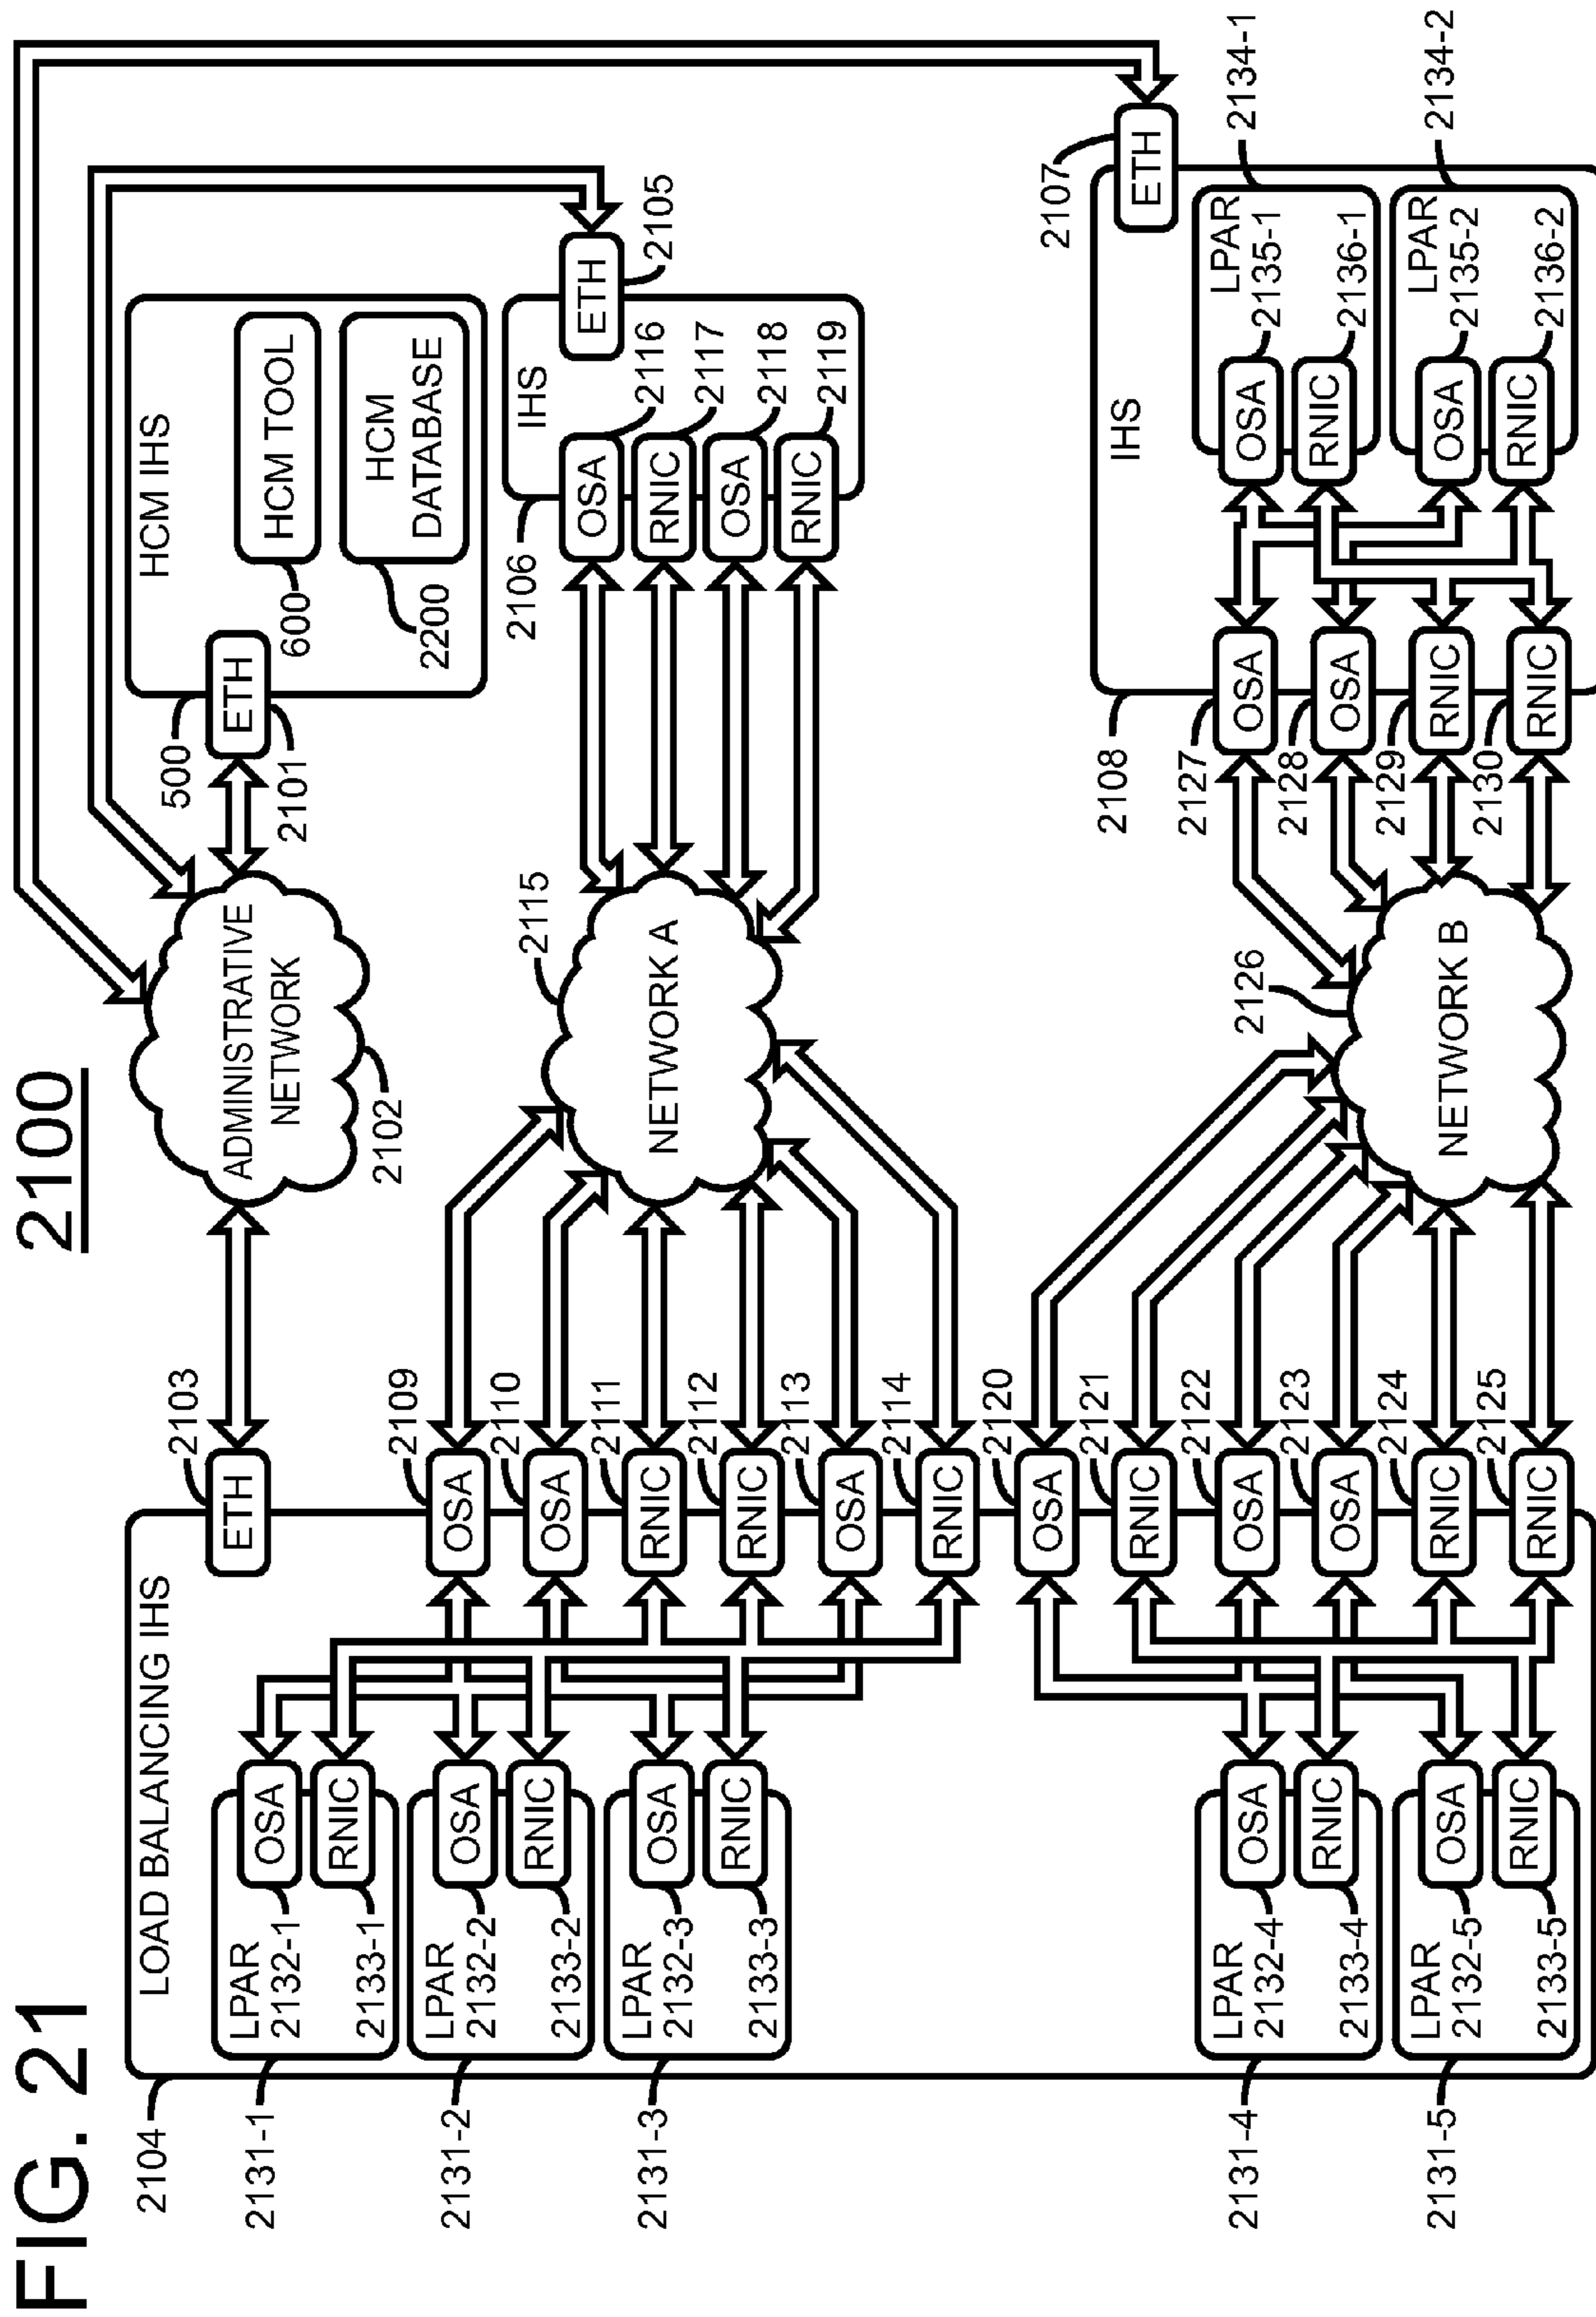 FIG. 21
2100
LOAD BALANCING IHS
2104
ETH
2103
ADMINISTRATIVE
NETWORK
2102
HCM IHS
500
ETH
2101
HCM TOOL
600
HCM
DATABASE
2200
2131-1
LPAR
2132-1
OSA
2133-1
RNIC
2131-2
LPAR
2132-2
OSA
2133-2
RNIC
2131-3
LPAR
2132-3
OSA
2133-3
RNIC
2131-4
LPAR
2132-4
OSA
2133-4
RNIC
2131-5
LPAR
2132-5
OSA
2133-5
RNIC
OSA
2109
OSA
2110
RNIC
2111
RNIC
2112
OSA
2113
RNIC
2114
OSA
2120
RNIC
2121
OSA
2122
OSA
2123
RNIC
2124
RNIC
2125
NETWORK A
2115
IHS
2106
ETH
2105
OSA
2116
RNIC
2117
OSA
2118
RNIC
2119
NETWORK B
2126
IHS
2108
ETH
2107
2127
OSA
2128
OSA
2129
RNIC
2130
RNIC
LPAR
2134-1
OSA
2135-1
RNIC
2136-1
LPAR
2134-2
OSA
2135-2
RNIC
2136-2